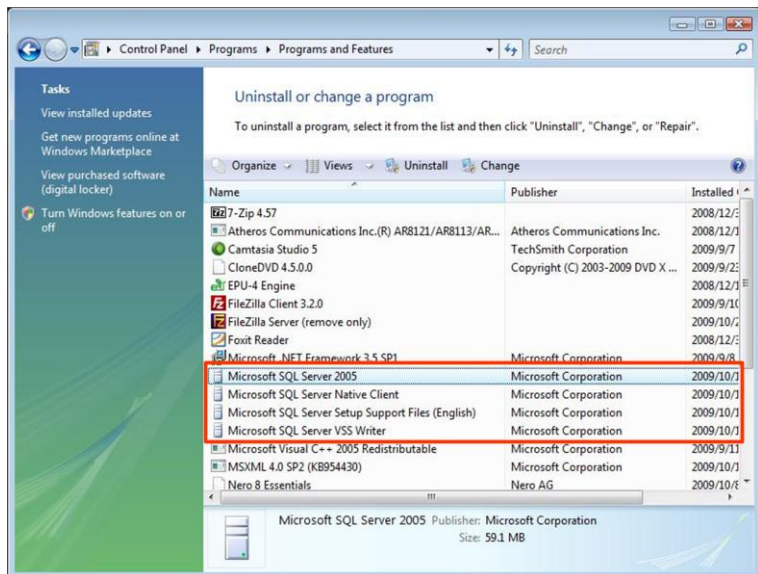 Control Panel ▸ Programs ▸ Programs and Features
Search
Tasks
View installed updates
Get new programs online at
Windows Marketplace
View purchased software
(digital locker)
Turn Windows features on or
off
Uninstall or change a program
To uninstall a program, select it from the list and then click "Uninstall", "Change", or "Repair".
Organize Views Uninstall Change
Name Publisher Installed
7-Zip 4.57 2008/12/
Atheros Communications Inc.(R) AR8121/AR8113/AR... Atheros Communications Inc. 2008/12/1
Camtasia Studio 5 TechSmith Corporation 2009/9/7
CloneDVD 4.5.0.0 Copyright (C) 2003-2009 DVD X ... 2009/9/2
EPU-4 Engine 2008/12/1
FileZilla Client 3.2.0 2009/9/1
FileZilla Server (remove only) 2009/10/
Foxit Reader 2008/12/
Microsoft .NET Framework 3.5 SP1 Microsoft Corporation 2009/9/8
Microsoft SQL Server 2005 Microsoft Corporation 2009/10/1
Microsoft SQL Server Native Client Microsoft Corporation 2009/10/1
Microsoft SQL Server Setup Support Files (English) Microsoft Corporation 2009/10/1
Microsoft SQL Server VSS Writer Microsoft Corporation 2009/10/1
Microsoft Visual C++ 2005 Redistributable Microsoft Corporation 2009/9/11
MSXML 4.0 SP2 (KB954430) Microsoft Corporation 2009/10/1
Nero 8 Essentials Nero AG 2009/10/
Microsoft SQL Server 2005 Publisher: Microsoft Corporation
Size: 59.1 MB